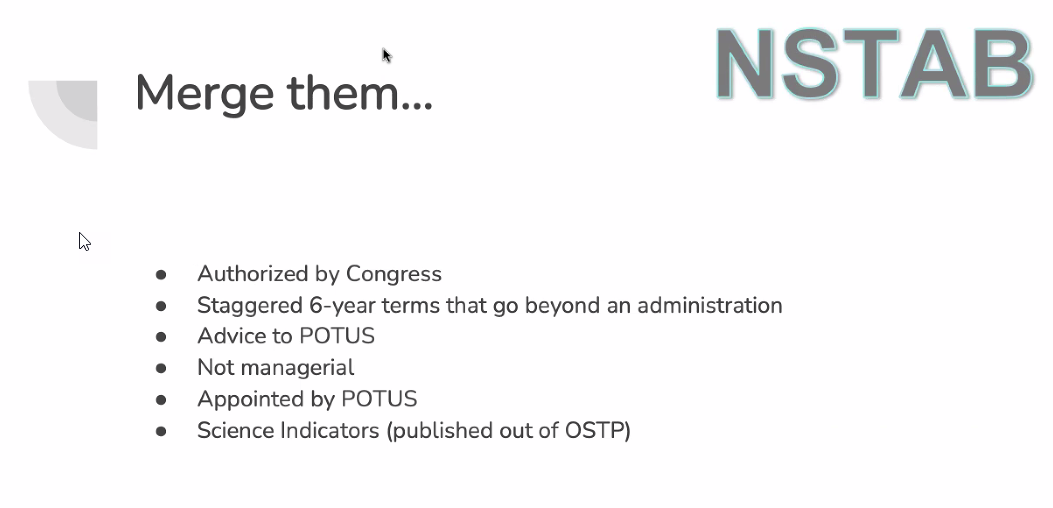 NSTAB
Merge them...
● Authorized by Congress
● Staggered 6-year terms that go beyond an administration
● Advice to POTUS
● Not managerial
● Appointed by POTUS
● Science Indicators (published out of OSTP)